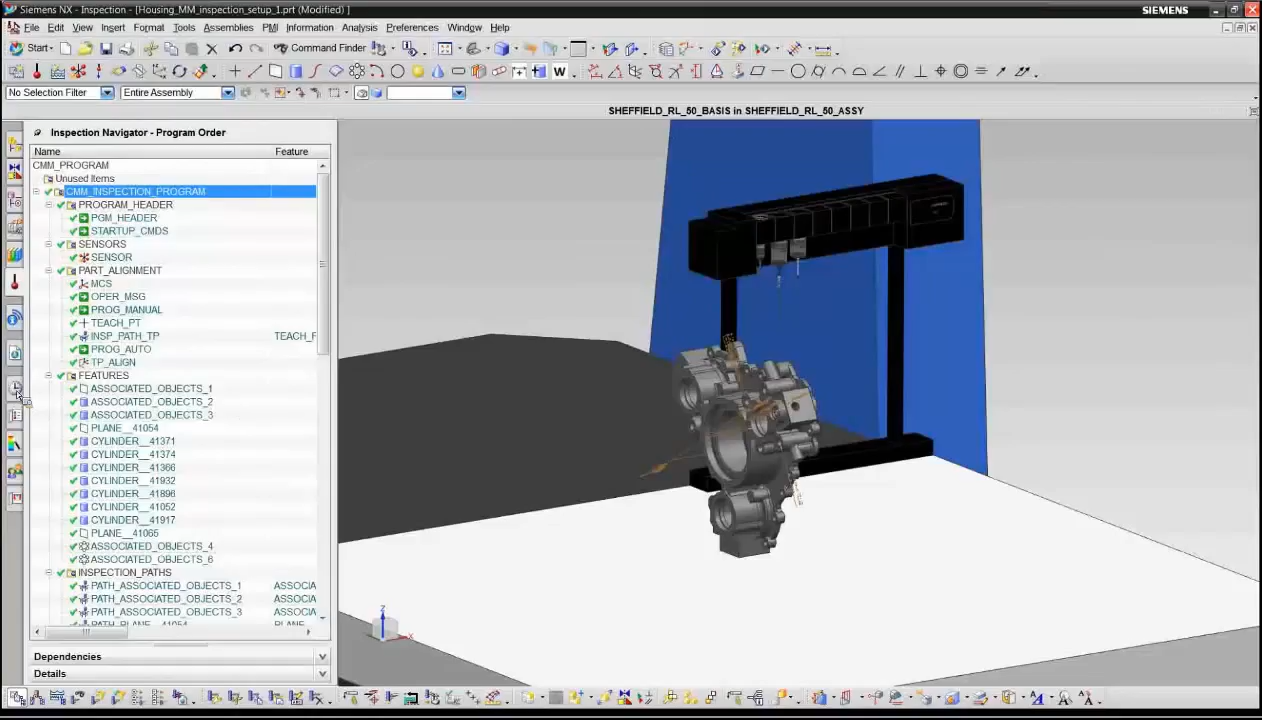 Siemens NX - Inspection - [Housing_MM_inspection_setup_1.prt (Modified) ]
SIEMENS
File Edit View Insert Format Tools Assemblies PMI Information Analysis Preferences Window Help
Start
Command Finder
W
No Selection Filter
Entire Assembly
SHEFFIELD_RL_50_BASIS in SHEFFIELD_RL_50_ASSY
Inspection Navigator - Program Order
Name Feature
CMM_PROGRAM
Unused Items
CMM_INSPECTION_PROGRAM
PROGRAM_HEADER
PGM_HEADER
STARTUP_CMDS
SENSORS
SENSOR
PART_ALIGNMENT
MCS
OPER_MSG
PROG_MANUAL
TEACH_PT
INSP_PATH_TP TEACH_F
PROG_AUTO
TP_ALIGN
FEATURES
ASSOCIATED_OBJECTS_1
ASSOCIATED_OBJECTS_2
ASSOCIATED_OBJECTS_3
PLANE__41054
CYLINDER__41371
CYLINDER__41374
CYLINDER__41366
CYLINDER__41932
CYLINDER__41896
CYLINDER__41052
CYLINDER__41917
PLANE__41065
ASSOCIATED_OBJECTS_4
ASSOCIATED_OBJECTS_6
INSPECTION_PATHS
PATH_ASSOCIATED_OBJECTS_1 ASSOCIA
PATH_ASSOCIATED_OBJECTS_2 ASSOCIA
PATH_ASSOCIATED_OBJECTS_3 ASSOCIA
PATH_PLANE__41054 PLANE
Z
X
Dependencies
Details